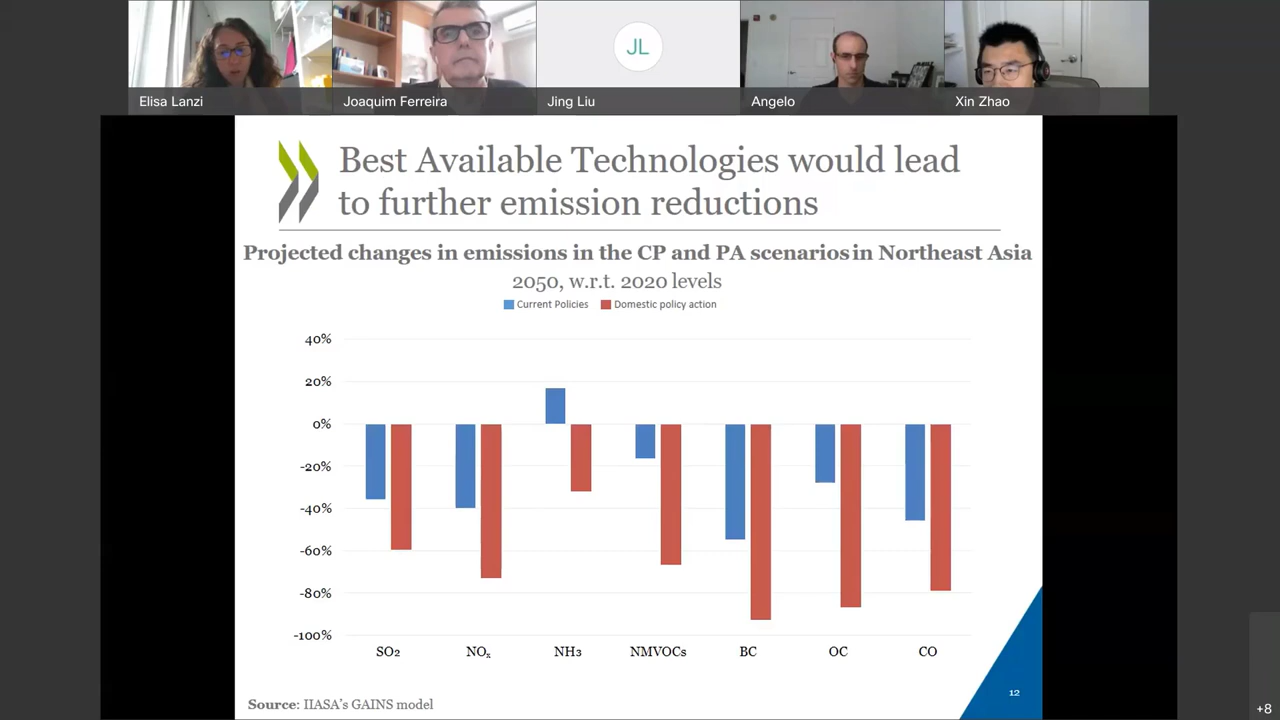 JL
Elisa Lanzi
Joaquim Ferreira
Jing Liu
Angelo
Xin Zhao
Best Available Technologies would lead
to further emission reductions
Projected changes in emissions in the CP and PA scenarios in Northeast Asia
2050, w.r.t. 2020 levels
Current Policies
Domestic policy action
40%
20%
0%
-20%
-40%
-60%
-80%
-100%
SO2
NOx
NH3
NMVOCs
BC
OC
CO
Source: IIASA's GAINS model
12
+8